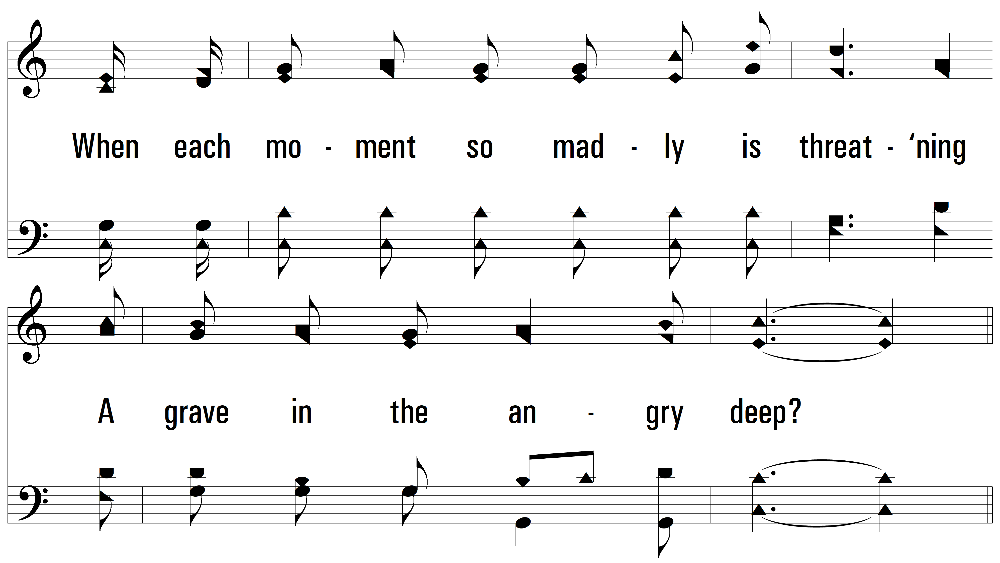 When each mo - ment so mad - ly is threat - ‘ning
A grave in the an - gry deep?